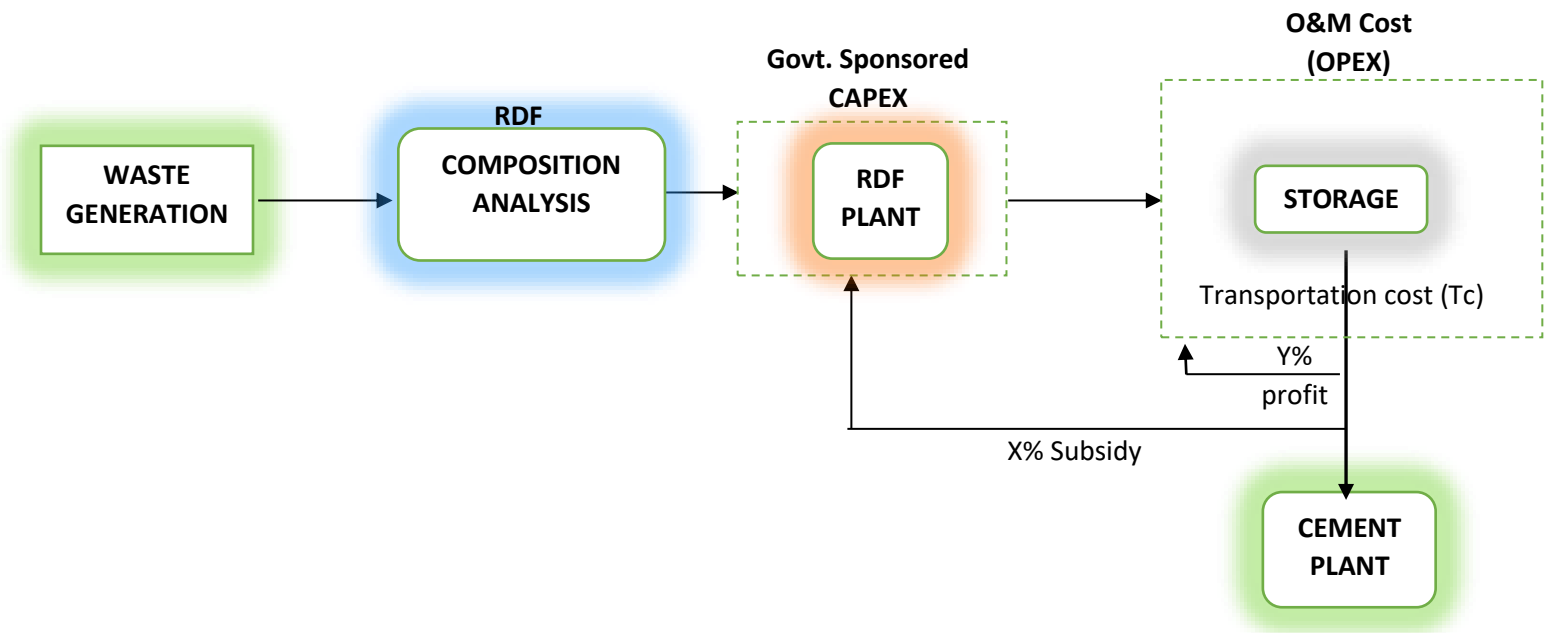 WASTE
GENERATION
RDF
COMPOSITION
ANALYSIS
Govt. Sponsored
CAPEX
RDF
PLANT
O&M Cost
(OPEX)
STORAGE
Transportation cost (Tc)
Y%
profit
X% Subsidy
CEMENT
PLANT